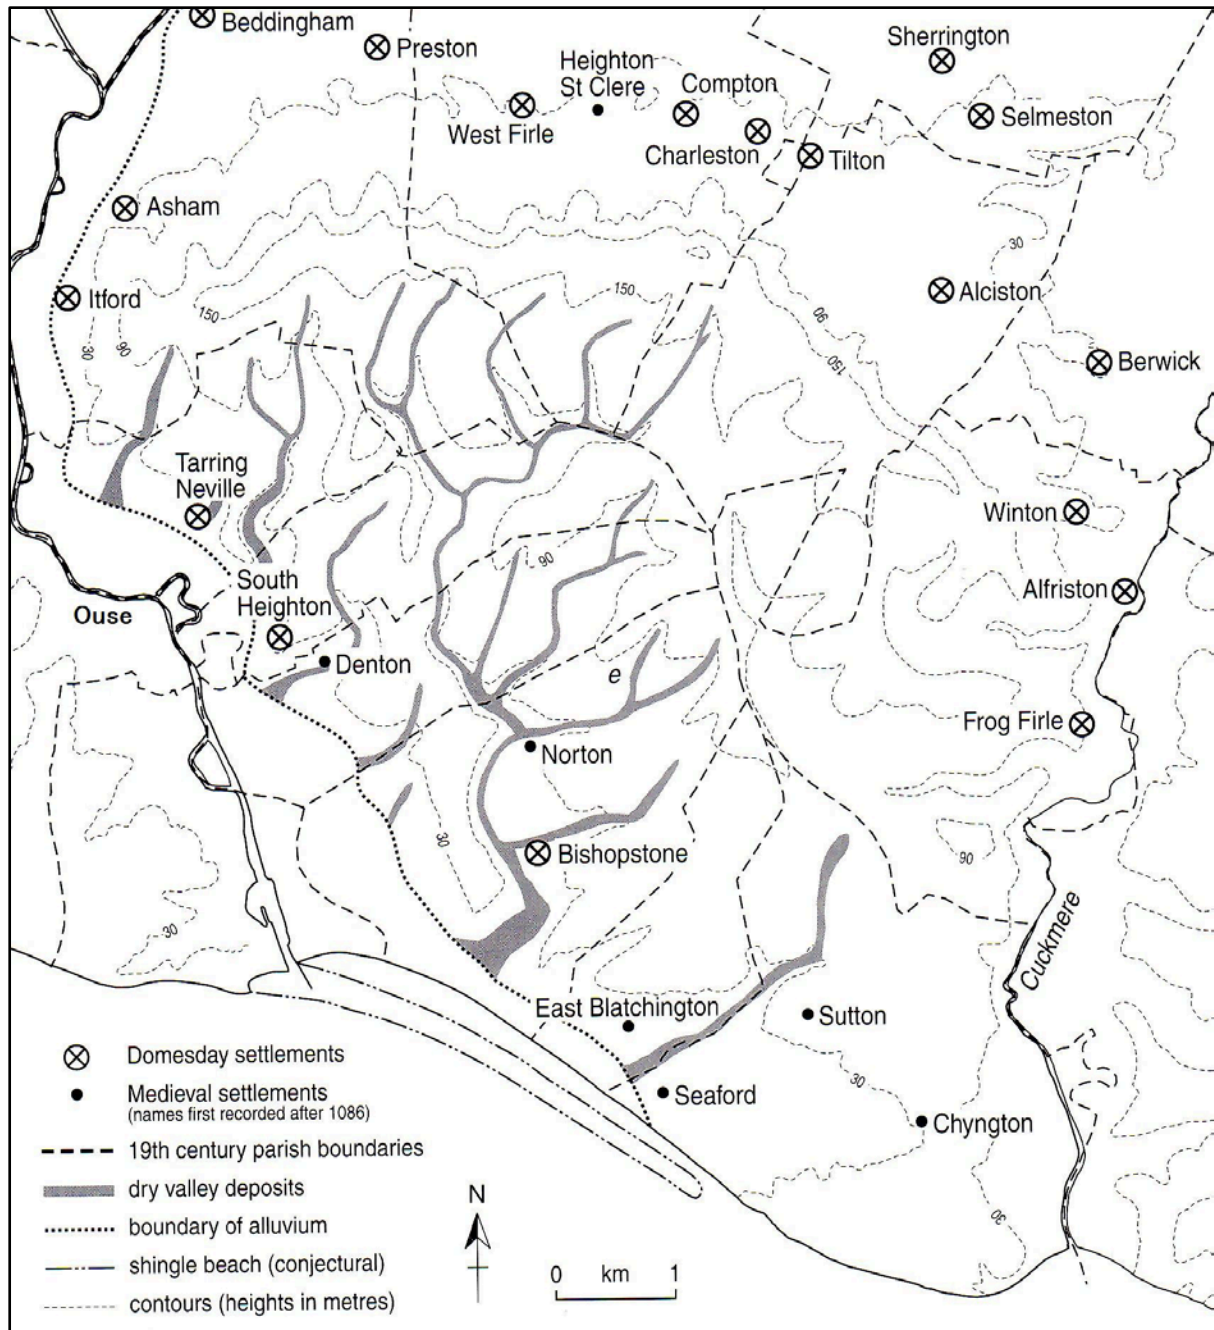 Beddingham
Preston
Heighton
St Clere
Compton
Sherrington
West Firle
Charleston
Tilton
Selmeston
Asham
30
Itford
150
150
Alciston
90
90
30
150
Berwick
Tarring
Neville
Winton
South
Heighton
90
Alfriston
Ouse
Denton
e
Frog Firle
Norton
30
Bishopstone
90
30
Cuckmere
East Blatchington
Sutton
30
Seaford
Chyngton
30
Domesday settlements
Medieval settlements
(names first recorded after 1086)
19th century parish boundaries
dry valley deposits
boundary of alluvium
shingle beach (conjectural)
contours (heights in metres)
N
0 km 1